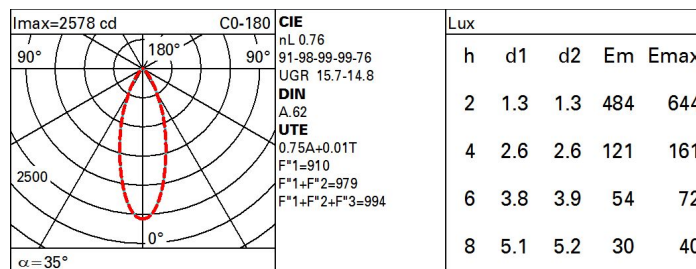 Imax=2578 cd C0-180
90° 180° 90°
2500
0°
α=35°
CIE
nL 0.76
91-98-99-99-76
UGR 15.7-14.8
DIN
A.62
UTE
0.75A+0.01T
F"1=910
F"1+F"2=979
F"1+F"2+F"3=994
Lux
h d1 d2 Em Emax
2 1.3 1.3 484 644
4 2.6 2.6 121 161
6 3.8 3.9 54 72
8 5.1 5.2 30 40